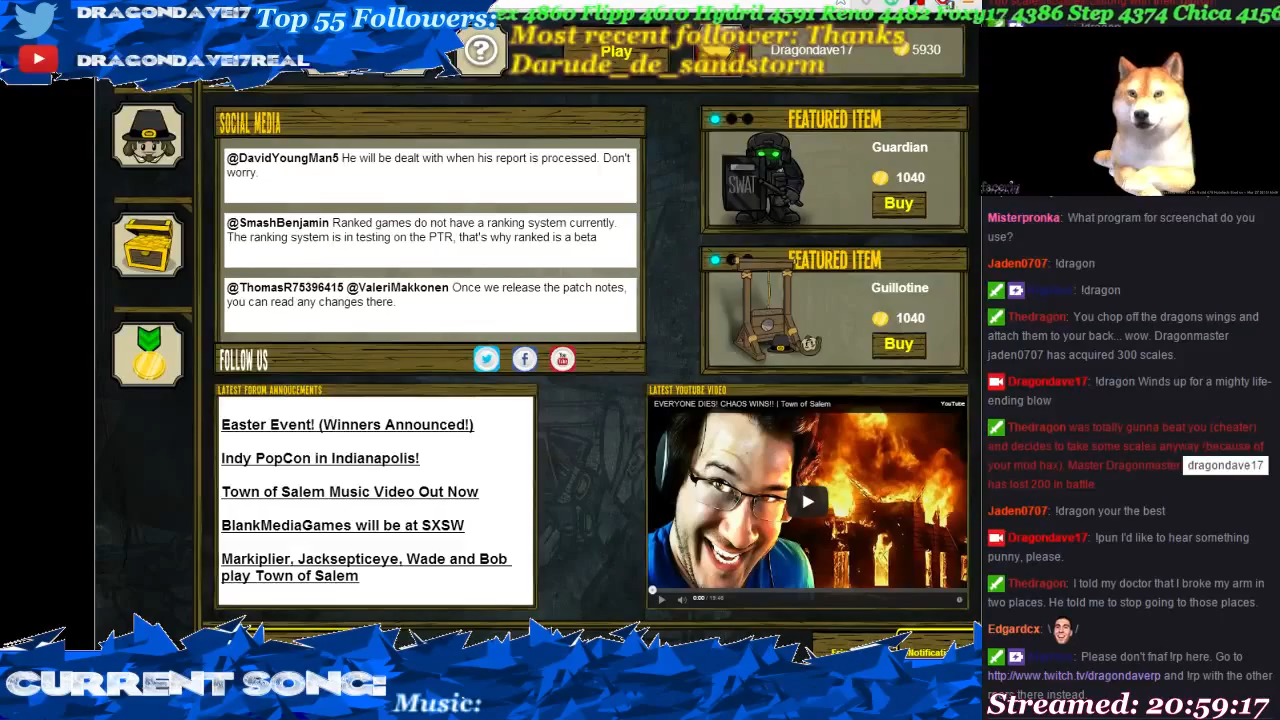 DRAGONDAVE17
Top 55 Followers:
ex 4860 Flipp 4610 Hydril 4591 Reno 4482 Foxy17 4386 Step 4374 Chica 4156
DRAGONDAVE17REAL
Most recent follower: Thanks
Darude_de_sandstorm
?
Play
Dragondave17
5930
SOCIAL MEDIA
@DavidYoungMan5 He will be dealt with when his report is processed. Don't
worry.
@SmashBenjamin Ranked games do not have a ranking system currently.
The ranking system is in testing on the PTR, that's why ranked is a beta
@ThomasR75396415 @ValeriMakkonen Once we release the patch notes,
you can read any changes there.
FOLLOW US
FEATURED ITEM
SWAT
Guardian
1040
Buy
FEATURED ITEM
Guillotine
1040
Buy
LATEST FORUM ANNOUCEMENTS
Easter Event! (Winners Announced!)
Indy PopCon in Indianapolis!
Town of Salem Music Video Out Now
BlankMediaGames will be at SXSW
Markiplier, Jacksepticeye, Wade and Bob
play Town of Salem
LATEST YOUTUBE VIDEO
EVERYONE DIES! CHAOS WINS!! | Town of Salem
YouTube
Notificati
CURRENT SONG:
Music:
Misterpronka: What program for screenchat do you
use?
Jaden0707: !dragon
: !dragon
Thedragon: You chop off the dragons wings and
attach them to your back... wow. Dragonmaster
jaden0707 has acquired 300 scales.
Dragondave17: !dragon Winds up for a mighty life-
ending blow
Thedragon was totally gunna beat you (cheater)
and decides to take some scales anyway (because of
your mod hax). Master Dragonmaster dragondave17
has lost 200 in battle.
Jaden0707: !dragon your the best
Dragondave17: !pun I'd like to hear something
punny, please.
Thedragon: I told my doctor that I broke my arm in
two places. He told me to stop going to those places.
Edgardcx: \ /
: Please don't fnaf !rp here. Go to
http://www.twitch.tv/dragondaverp and !rp with the other
there instead.
Streamed: 20:59:17